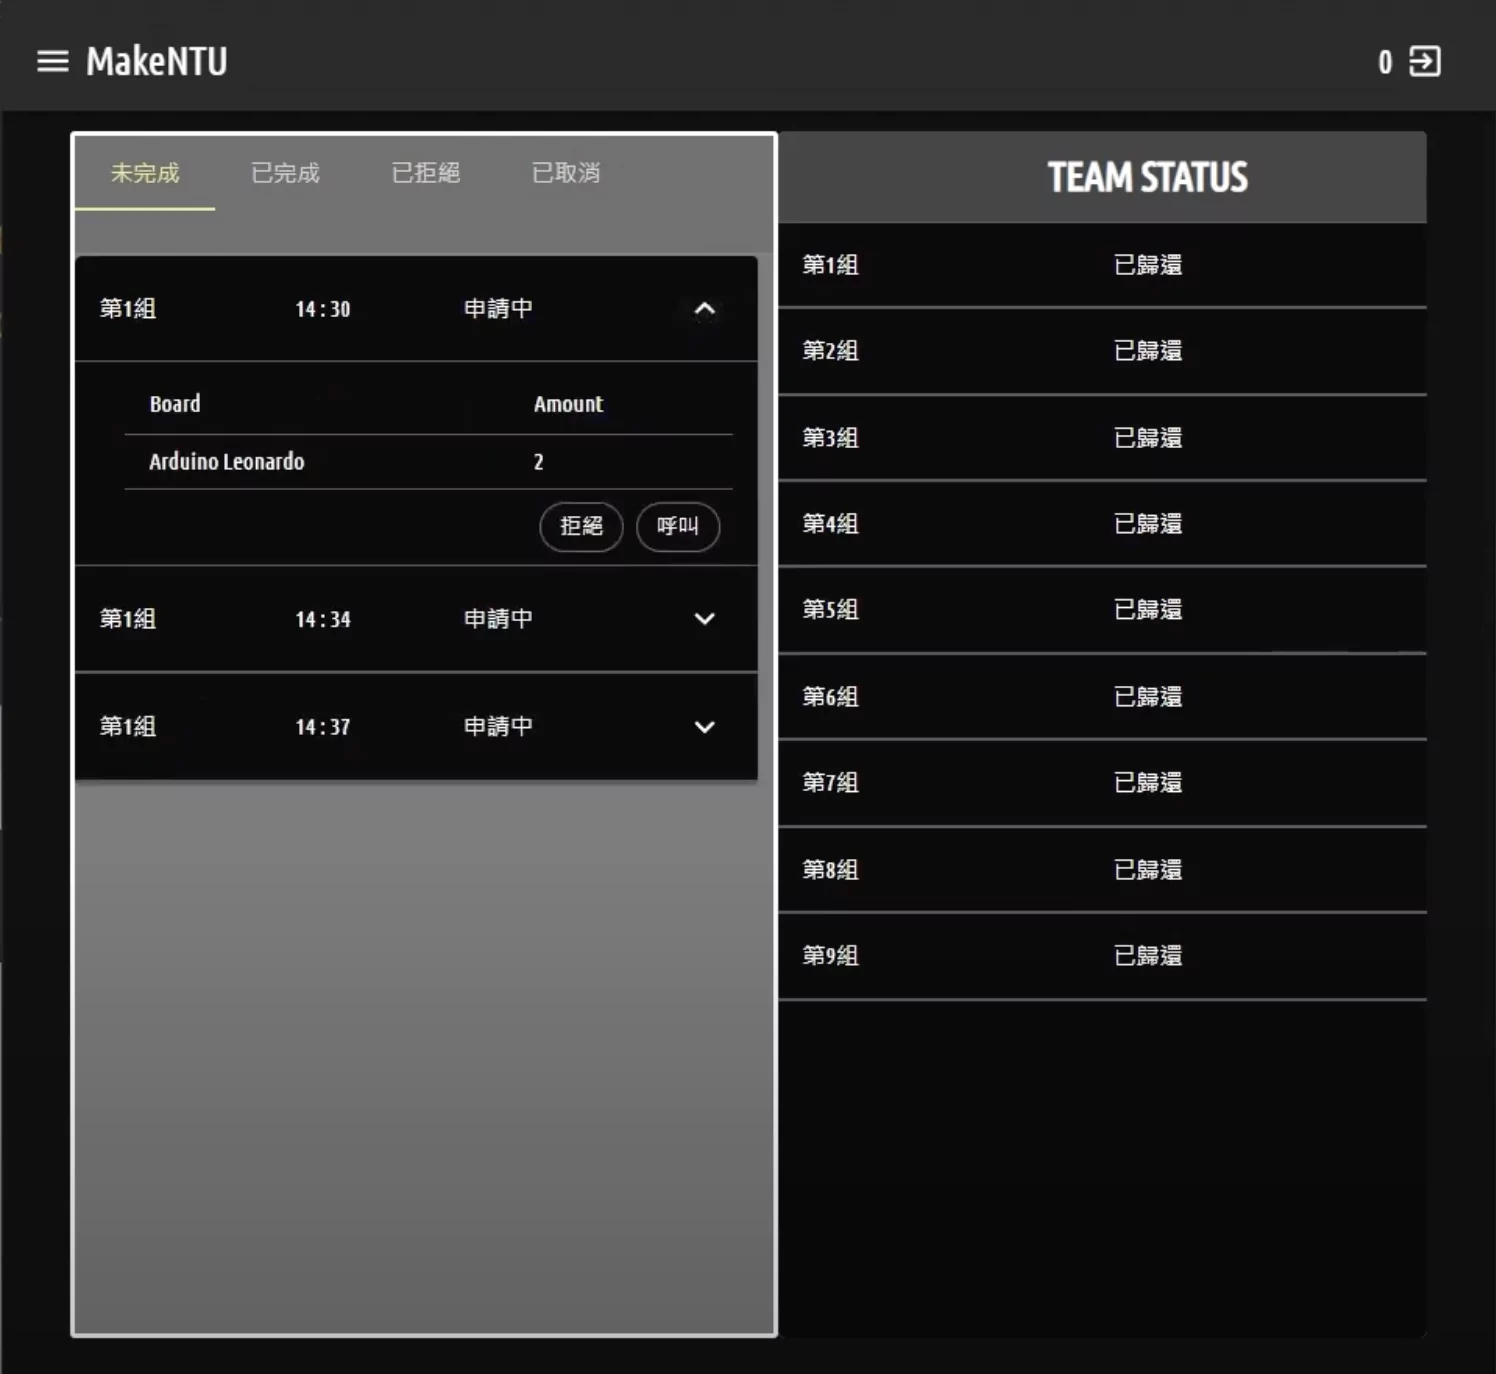 MakeNTU
0
未完成 已完成 已拒絕 已取消
第1組 14:30 申請中
Board Amount
Arduino Leonardo 2
拒絕 呼叫
第1組 14:34 申請中
第1組 14:37 申請中
TEAM STATUS
第1組 已歸還
第2組 已歸還
第3組 已歸還
第4組 已歸還
第5組 已歸還
第6組 已歸還
第7組 已歸還
第8組 已歸還
第9組 已歸還